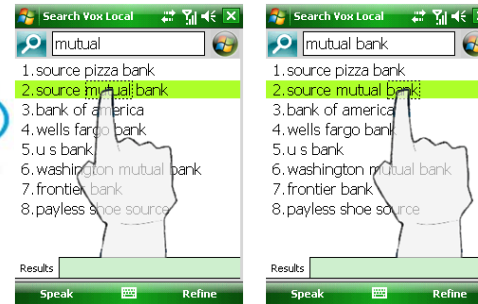 Search Vox Local
mutual
1. source pizza bank
2. source mutual bank
3. bank of america
4. wells fargo bank
5. u s bank
6. washington mutual bank
7. frontier bank
8. payless shoe source
Results
Speak Refine
Search Vox Local
mutual bank
1. source pizza bank
2. source mutual bank
3. bank of america
4. wells fargo bank
5. u s bank
6. washington mutual bank
7. frontier bank
8. payless shoe source
Results
Speak Refine